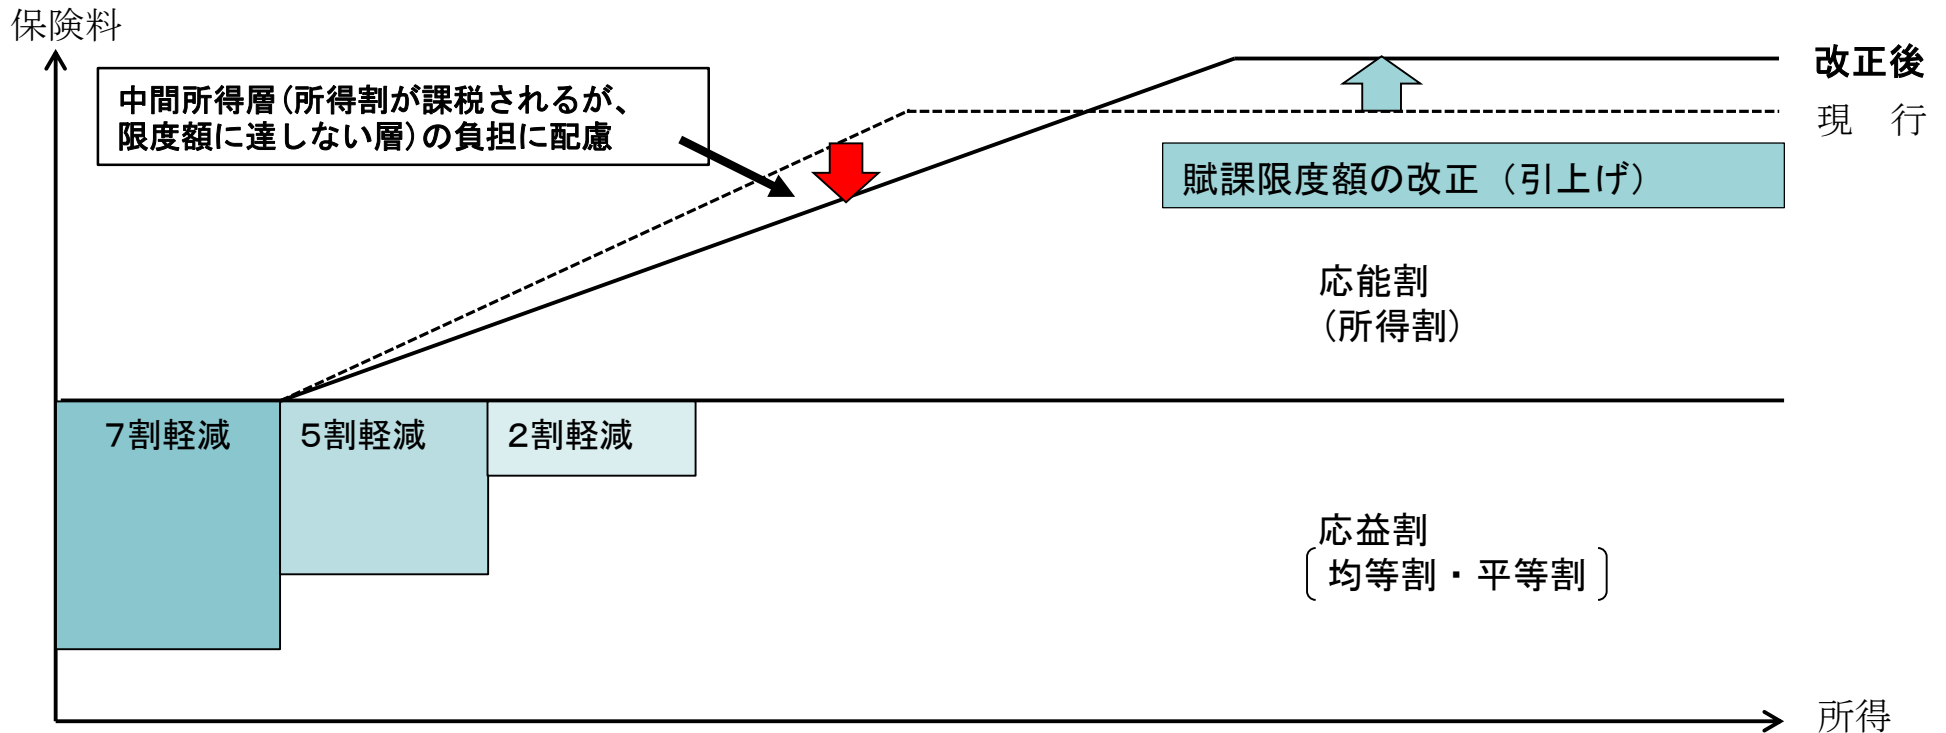 保険料
改正後
中間所得層(所得割が課税されるが、
限度額に達しない層)の負担に配慮
現　行
賦課限度額の改正（引上げ）
応能割
(所得割)
7割軽減
5割軽減
2割軽減
応益割
〔均等割・平等割〕
所得